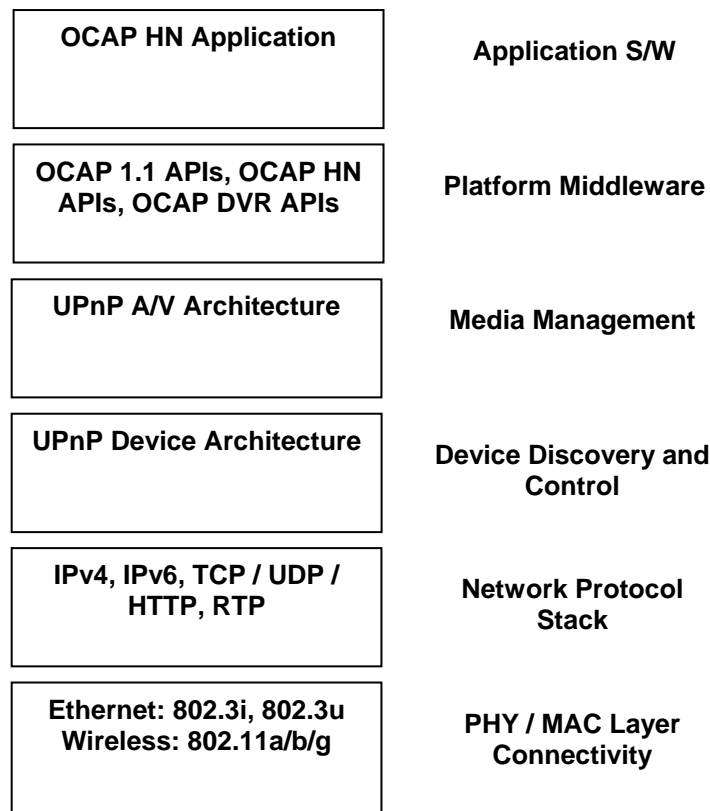 OCAP HN Application
Application S/W
OCAP 1.1 APIs, OCAP HN
APIs, OCAP DVR APIs
Platform Middleware
UPnP A/V Architecture
Media Management
UPnP Device Architecture
Device Discovery and
Control
IPv4, IPv6, TCP / UDP /
HTTP, RTP
Network Protocol
Stack
Ethernet: 802.3i, 802.3u
Wireless: 802.11a/b/g
PHY / MAC Layer
Connectivity